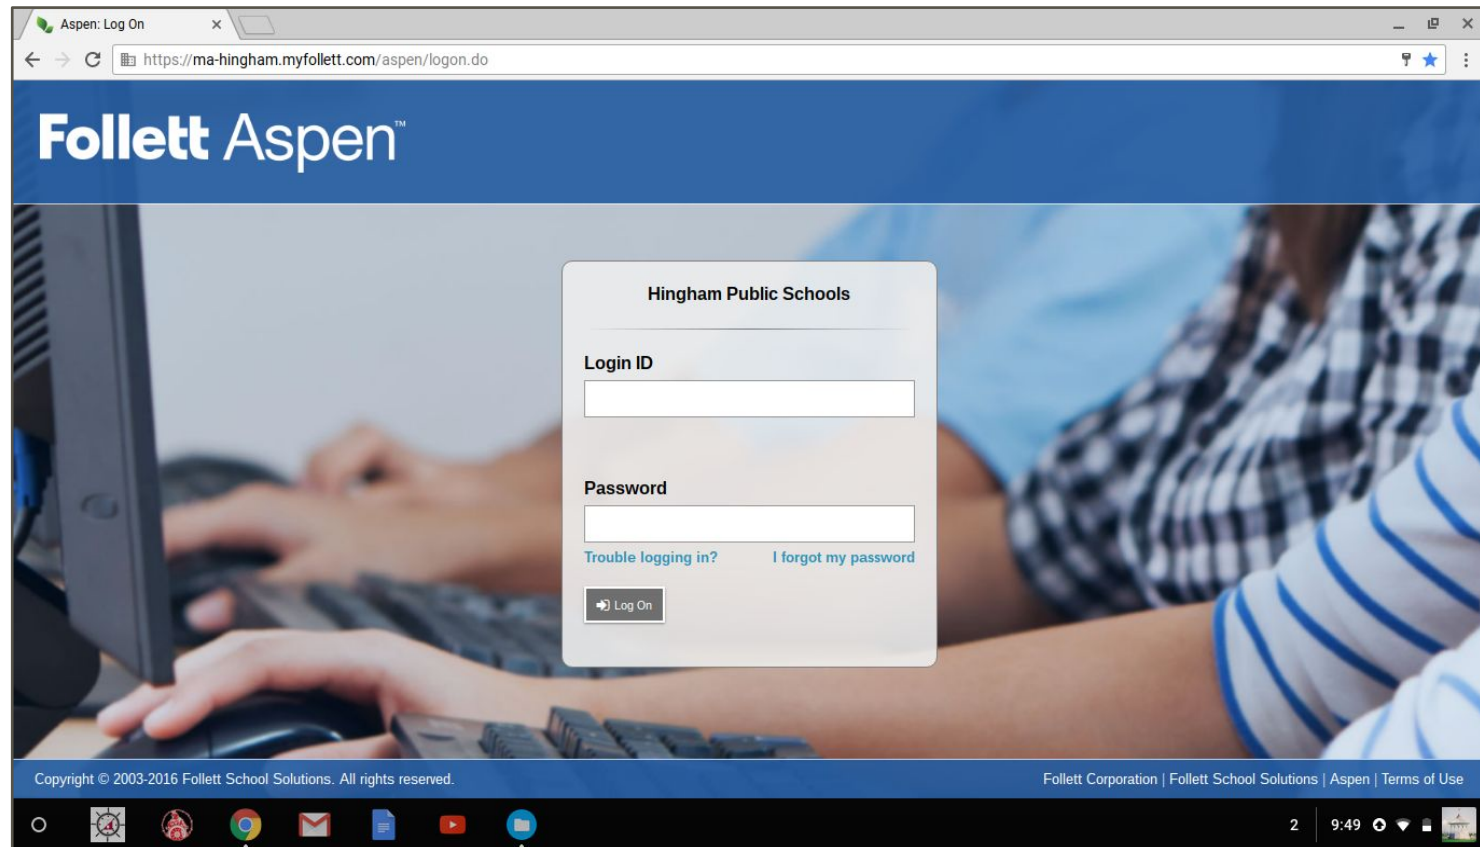 Aspen: Log On
https://ma-hingham.myfollett.com/aspen/logon.do
Follett Aspen™
Hingham Public Schools
Login ID
Password
Trouble logging in? I forgot my password
Log On
Copyright © 2003-2016 Follett School Solutions. All rights reserved. Follett Corporation | Follett School Solutions | Aspen | Terms of Use
2 9:49